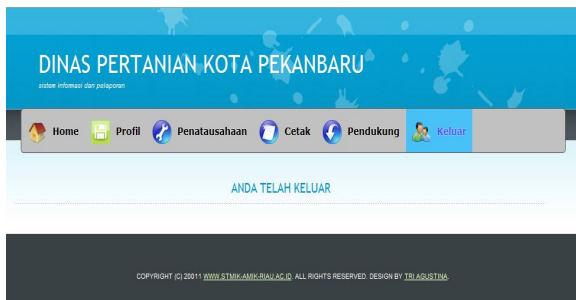 DINAS PERTANIAN KOTA PEKANBARU
sistem informasi dan pelaporan
Home Profil Penatausahaan Cetak Pendukung Keluar
ANDA TELAH KELUAR
COPYRIGHT (C) 20011 WWW.STMIK-AMIK-RIAU.AC.ID. ALL RIGHTS RESERVED. DESIGN BY TRI AGUSTINA.